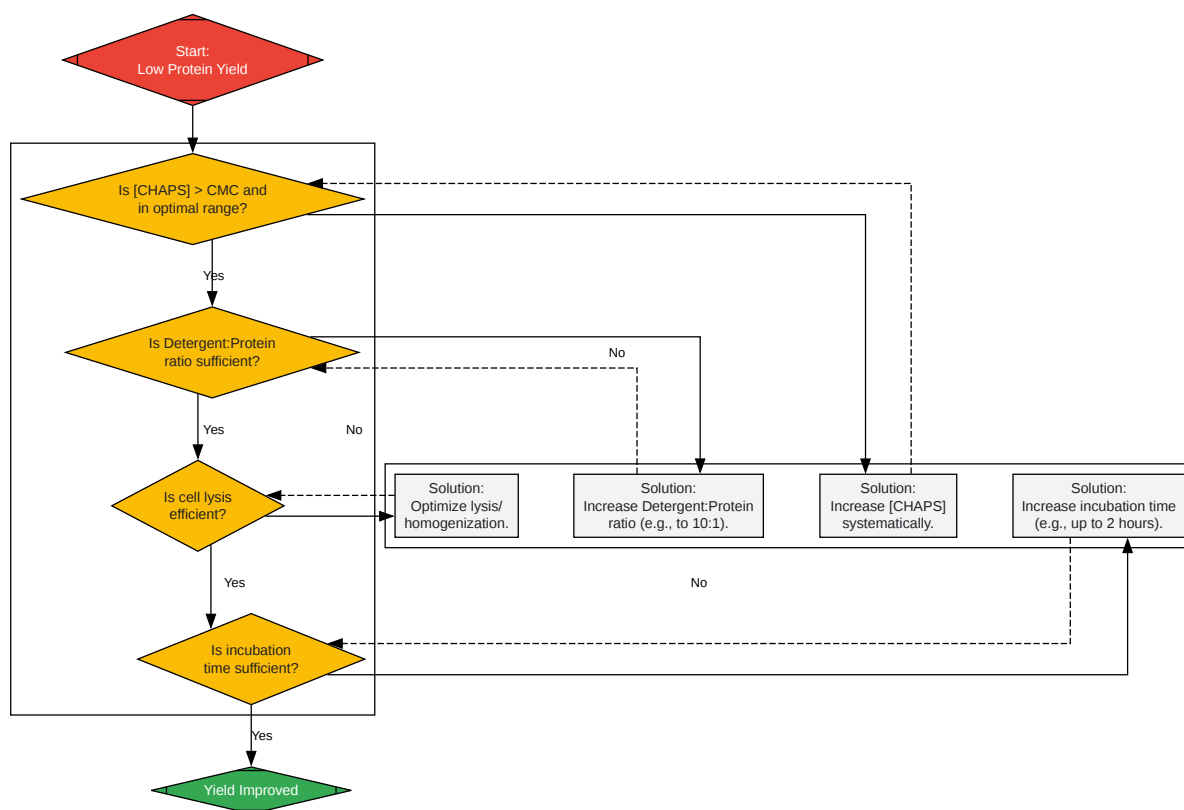 Start:
Low Protein Yield
Is [CHAPS] > CMC and
in optimal range?
Yes
Is Detergent:Protein
ratio sufficient?
No
Yes
No
Is cell lysis
efficient?
Solution:
Optimize lysis/
homogenization.
Solution:
Increase Detergent:Protein
ratio (e.g., to 10:1).
Solution:
Increase [CHAPS]
systematically.
Solution:
Increase incubation time
(e.g., up to 2 hours).
Yes
No
Is incubation
time sufficient?
Yes
Yield Improved